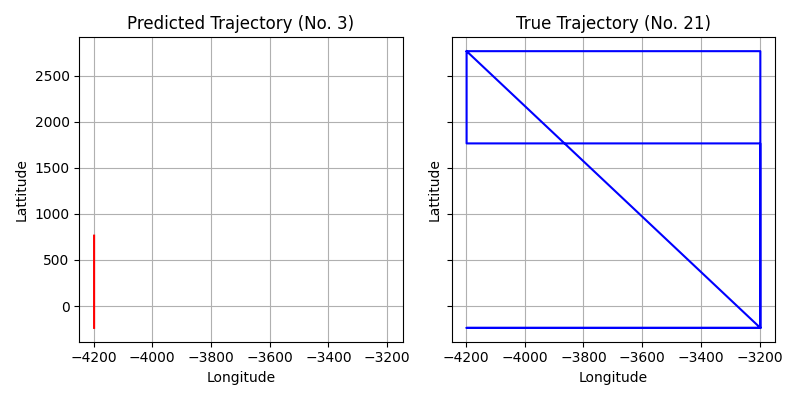 Predicted Trajectory (No. 3)
True Trajectory (No. 21)
2500
2000
1500
1000
500
0
Lattitude
Lattitude
−4200 −4000 −3800 −3600 −3400 −3200
−4200 −4000 −3800 −3600 −3400 −3200
Longitude
Longitude